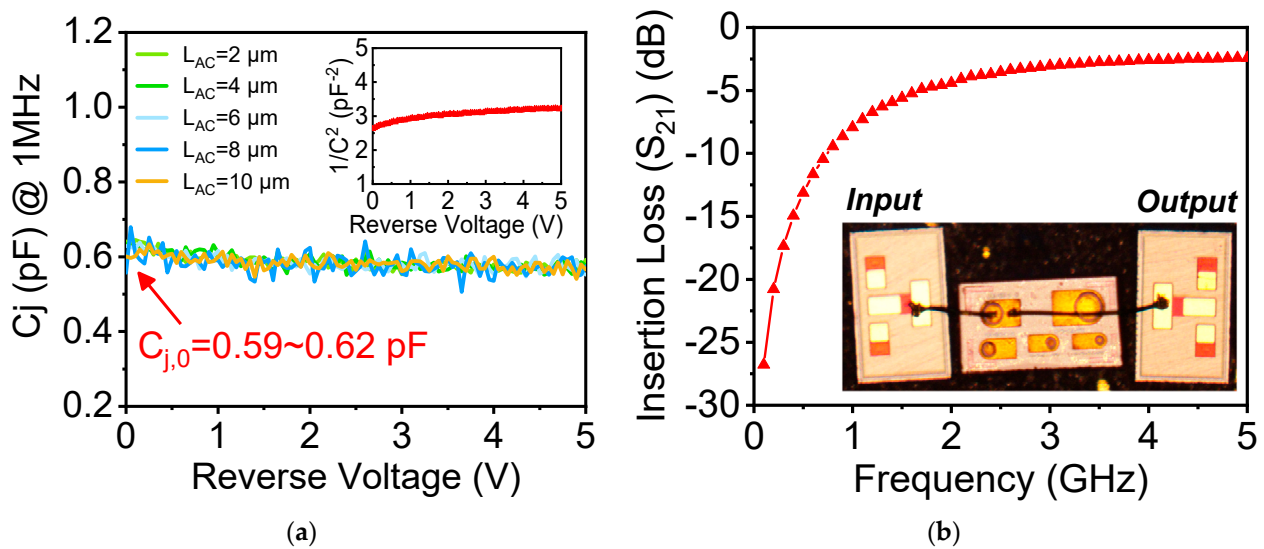 Cj (pF) @ 1MHz
1.2
1.0
0.8
0.6
0.4
0.2
L_AC=2 µm
L_AC=4 µm
L_AC=6 µm
L_AC=8 µm
L_AC=10 µm
1/C² (pF⁻²)
5
4
3
2
1
0 1 2 3 4 5
Reverse Voltage (V)
C_j,0=0.59~0.62 pF
0 1 2 3 4 5
Reverse Voltage (V)
(a)
Insertion Loss (S₂₁) (dB)
0
-5
-10
-15
-20
-25
-30
Input
Output
0 1 2 3 4 5
Frequency (GHz)
(b)